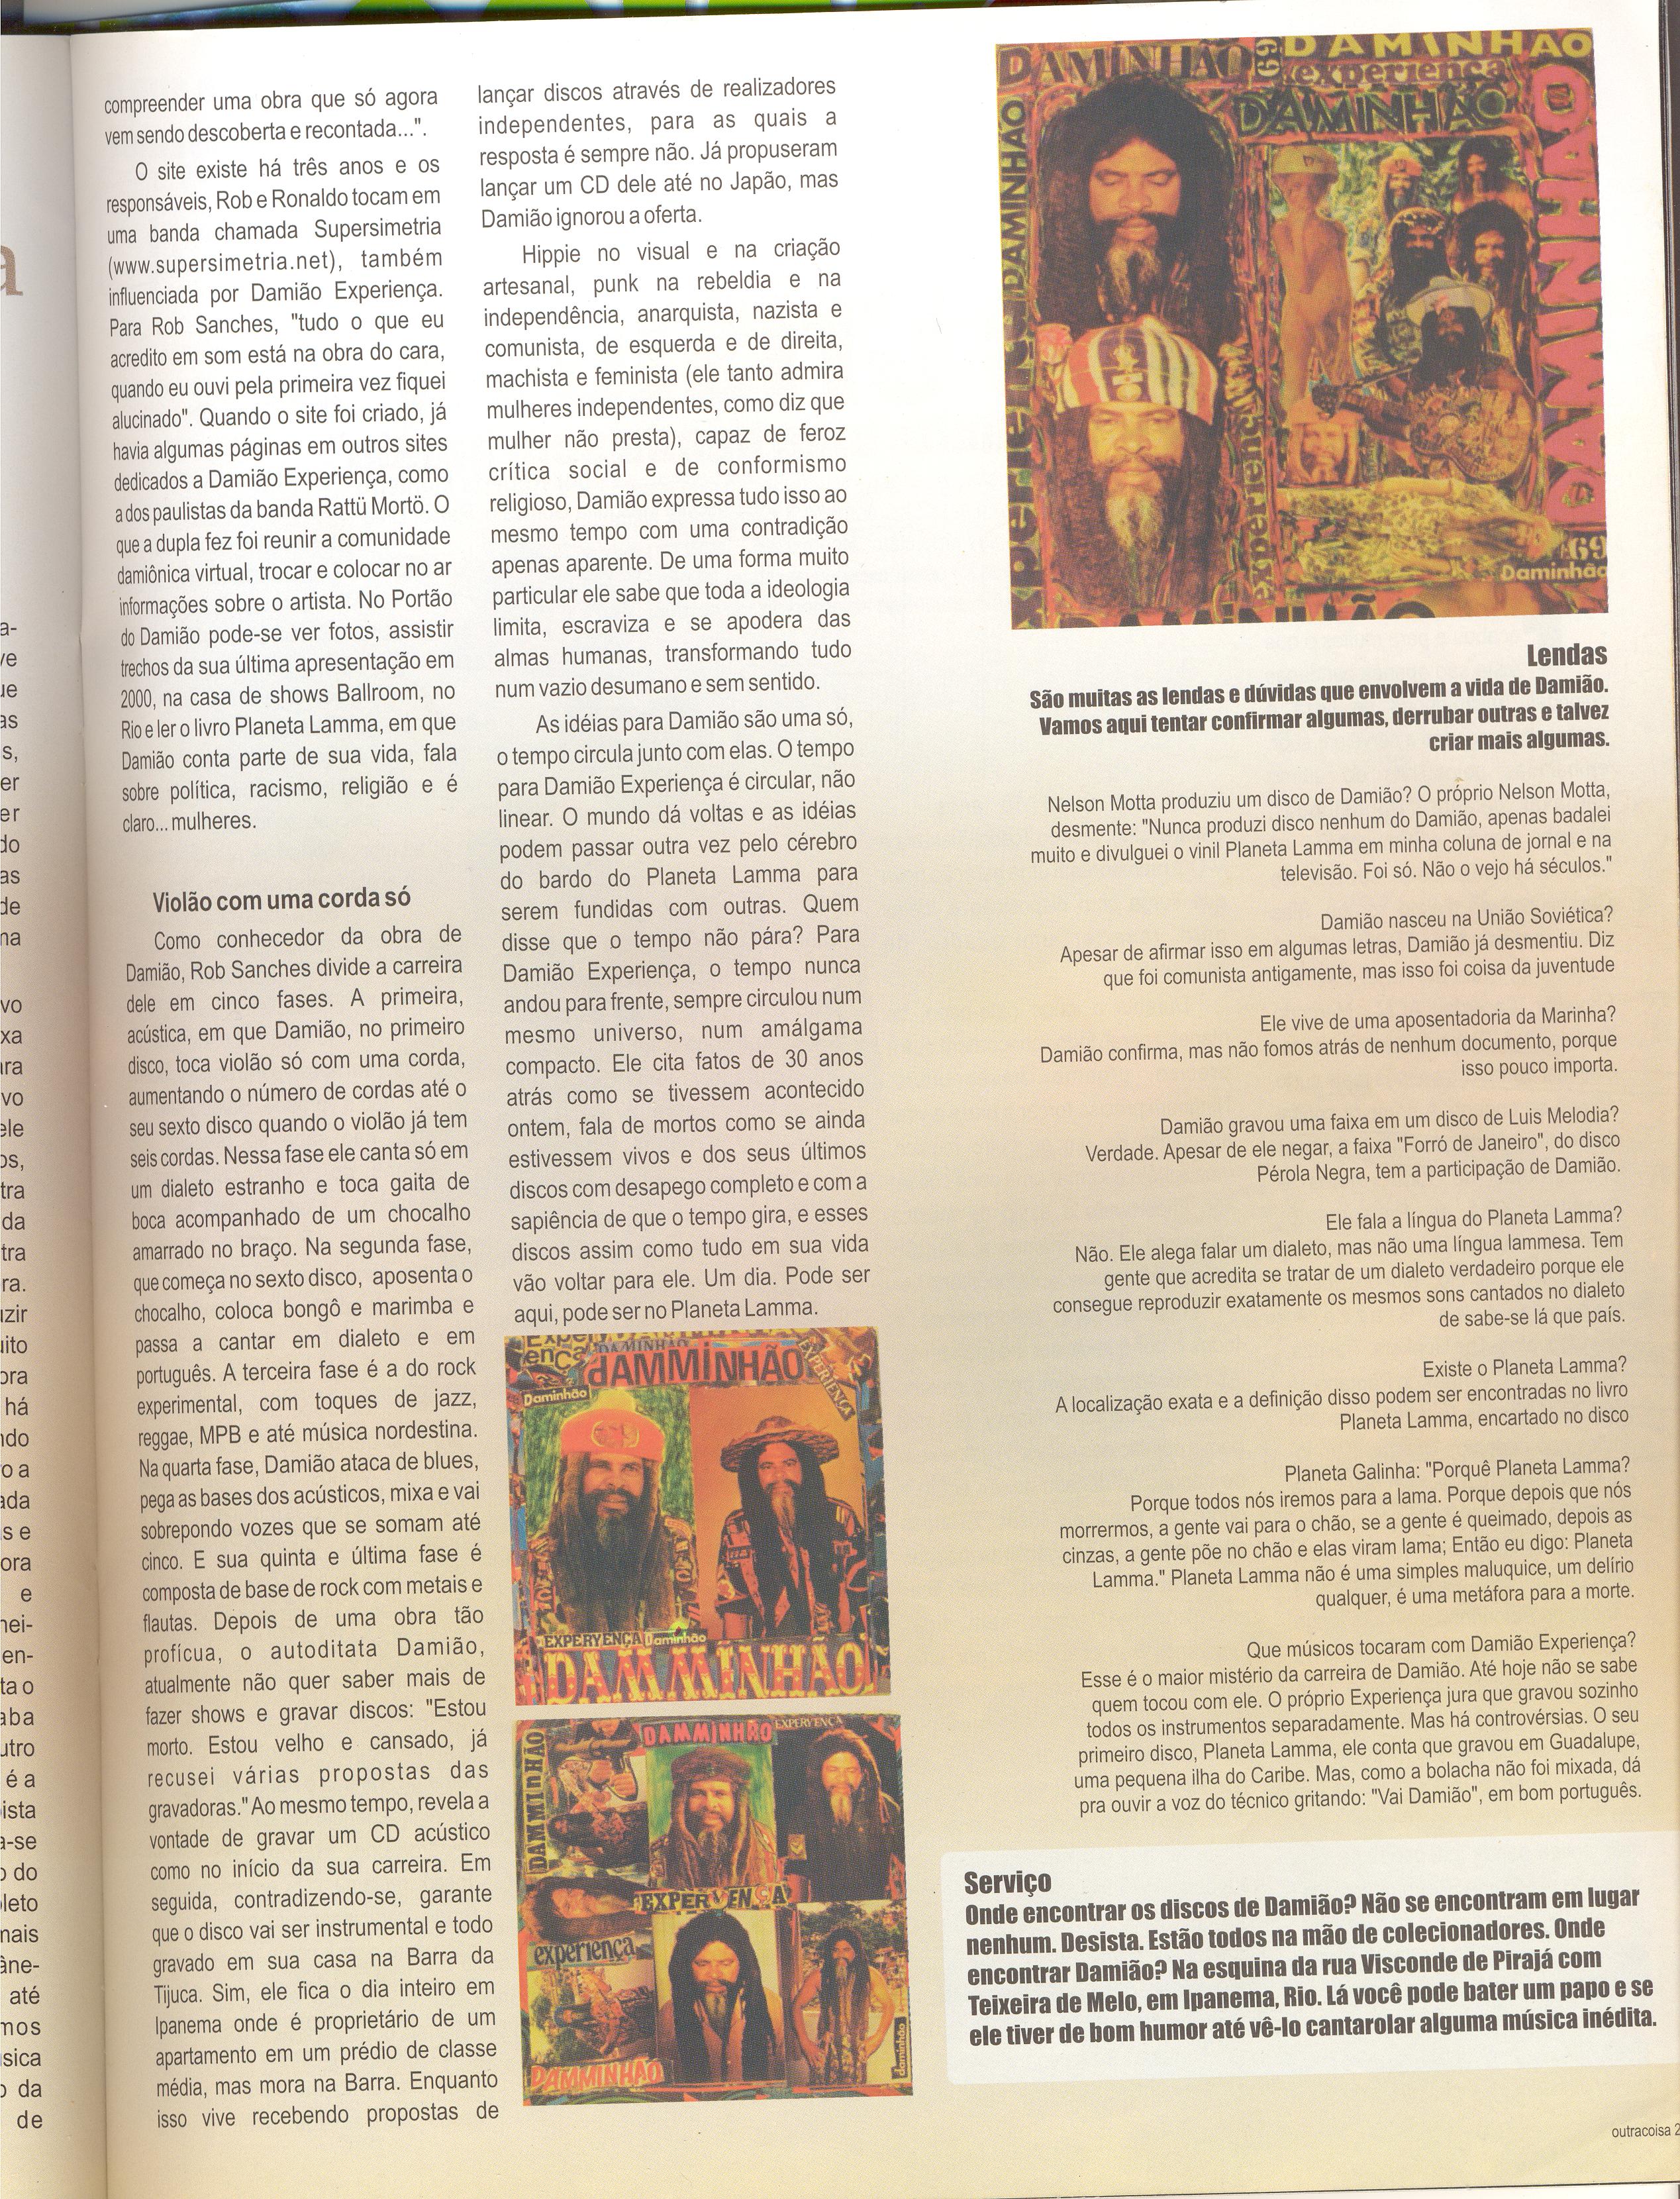 compreender uma obra que só agora
vem sendo descoberta e recontada...".
O site existe há três anos e os
responsáveis, Rob e Ronaldo tocam em
uma banda chamada Supersimetria
(www.supersimetria.net), também
influenciada por Damião Experiença.
Para Rob Sanches, "tudo o que eu
acredito em som está na obra do cara,
quando eu ouvi pela primeira vez fiquei
alucinado". Quando o site foi criado, já
havia algumas páginas em outros sites
dedicados a Damião Experiença, como
a dos paulistas da banda Rattü Mortö. O
que a dupla fez foi reunir a comunidade
damiônica virtual, trocar e colocar no ar
informações sobre o artista. No Portão
do Damião pode-se ver fotos, assistir
trechos da sua última apresentação em
2000, na casa de shows Ballroom, no
Rio e ler o livro Planeta Lamma, em que
Damião conta parte de sua vida, fala
sobre política, racismo, religião e é
claro... mulheres.
Violão com uma corda só
Como conhecedor da obra de
Damião, Rob Sanches divide a carreira
dele em cinco fases. A primeira,
acústica, em que Damião, no primeiro
disco, toca violão só com uma corda,
aumentando o número de cordas até o
seu sexto disco quando o violão já tem
seis cordas. Nessa fase ele canta só em
um dialeto estranho e toca gaita de
boca acompanhado de um chocalho
amarrado no braço. Na segunda fase,
que começa no sexto disco, aposenta o
chocalho, coloca bongô e marimba e
passa a cantar em dialeto e em
português. A terceira fase é a do rock
experimental, com toques de jazz,
reggae, MPB e até música nordestina.
Na quarta fase, Damião ataca de blues,
pega as bases dos acústicos, mixa e vai
sobrepondo vozes que se somam até
cinco. E sua quinta e última fase é
composta de base de rock com metais e
flautas. Depois de uma obra tão
profícua, o autoditata Damião,
atualmente não quer saber mais de
fazer shows e gravar discos: "Estou
morto. Estou velho e cansado, já
recusei várias propostas das
gravadoras." Ao mesmo tempo, revela a
vontade de gravar um CD acústico
como no início da sua carreira. Em
seguida, contradizendo-se, garante
que o disco vai ser instrumental e todo
gravado em sua casa na Barra da
Tijuca. Sim, ele fica o dia inteiro em
Ipanema onde é proprietário de um
apartamento em um prédio de classe
média, mas mora na Barra. Enquanto
isso vive recebendo propostas de
lançar discos através de realizadores
independentes, para as quais a
resposta é sempre não. Já propuseram
lançar um CD dele até no Japão, mas
Damião ignorou a oferta.
Hippie no visual e na criação
artesanal, punk na rebeldia e na
independência, anarquista, nazista e
comunista, de esquerda e de direita,
machista e feminista (ele tanto admira
mulheres independentes, como diz que
mulher não presta), capaz de feroz
crítica social e de conformismo
religioso, Damião expressa tudo isso ao
mesmo tempo com uma contradição
apenas aparente. De uma forma muito
particular ele sabe que toda a ideologia
limita, escraviza e se apodera das
almas humanas, transformando tudo
num vazio desumano e sem sentido.
As idéias para Damião são uma só,
o tempo circula junto com elas. O tempo
para Damião Experiença é circular, não
linear. O mundo dá voltas e as idéias
podem passar outra vez pelo cérebro
do bardo do Planeta Lamma para
serem fundidas com outras. Quem
disse que o tempo não pára? Para
Damião Experiença, o tempo nunca
andou para frente, sempre circulou num
mesmo universo, num amálgama
compacto. Ele cita fatos de 30 anos
atrás como se tivessem acontecido
ontem, fala de mortos como se ainda
estivessem vivos e dos seus últimos
discos com desapego completo e com a
sapiência de que o tempo gira, e esses
discos assim como tudo em sua vida
vão voltar para ele. Um dia. Pode ser
aqui, pode ser no Planeta Lamma.
dAMMiNHÃO
EXPERIENÇA
Daminhão
EXPERYENÇA Daminhão
DAMMINHÃO
DAMMINHÃO
DAMMINHÃO EXPERYENÇA
EXPERYENÇA
experiença
DAMMINHAO
daminhão
DAMINHAO 69 DAMINHAO
experiença
DAMINHÃO
DAMINHAO
DAMINHAO
experiença
69
Daminhão
DAMINHÃO
Lendas
São muitas as lendas e dúvidas que envolvem a vida de Damião.
Vamos aqui tentar confirmar algumas, derrubar outras e talvez
criar mais algumas.
Nelson Motta produziu um disco de Damião? O próprio Nelson Motta,
desmente: "Nunca produzi disco nenhum do Damião, apenas badalei
muito e divulguei o vinil Planeta Lamma em minha coluna de jornal e na
televisão. Foi só. Não o vejo há séculos."
Damião nasceu na União Soviética?
Apesar de afirmar isso em algumas letras, Damião já desmentiu. Diz
que foi comunista antigamente, mas isso foi coisa da juventude
Ele vive de uma aposentadoria da Marinha?
Damião confirma, mas não fomos atrás de nenhum documento, porque
isso pouco importa.
Damião gravou uma faixa em um disco de Luis Melodia?
Verdade. Apesar de ele negar, a faixa "Forró de Janeiro", do disco
Pérola Negra, tem a participação de Damião.
Ele fala a língua do Planeta Lamma?
Não. Ele alega falar um dialeto, mas não uma língua lammesa. Tem
gente que acredita se tratar de um dialeto verdadeiro porque ele
consegue reproduzir exatamente os mesmos sons cantados no dialeto
de sabe-se lá que país.
Existe o Planeta Lamma?
A localização exata e a definição disso podem ser encontradas no livro
Planeta Lamma, encartado no disco
Planeta Galinha: "Porquê Planeta Lamma?
Porque todos nós iremos para a lama. Porque depois que nós
morrermos, a gente vai para o chão, se a gente é queimado, depois as
cinzas, a gente põe no chão e elas viram lama; Então eu digo: Planeta
Lamma." Planeta Lamma não é uma simples maluquice, um delírio
qualquer, é uma metáfora para a morte.
Que músicos tocaram com Damião Experiença?
Esse é o maior mistério da carreira de Damião. Até hoje não se sabe
quem tocou com ele. O próprio Experiença jura que gravou sozinho
todos os instrumentos separadamente. Mas há controvérsias. O seu
primeiro disco, Planeta Lamma, ele conta que gravou em Guadalupe,
uma pequena ilha do Caribe. Mas, como a bolacha não foi mixada, dá
pra ouvir a voz do técnico gritando: "Vai Damião", em bom português.
Serviço
Onde encontrar os discos de Damião? Não se encontram em lugar
nenhum. Desista. Estão todos na mão de colecionadores. Onde
encontrar Damião? Na esquina da rua Visconde de Pirajá com
Teixeira de Melo, em Ipanema, Rio. Lá você pode bater um papo e se
ele tiver de bom humor até vê-lo cantarolar alguma música inédita.
outracoisa 2